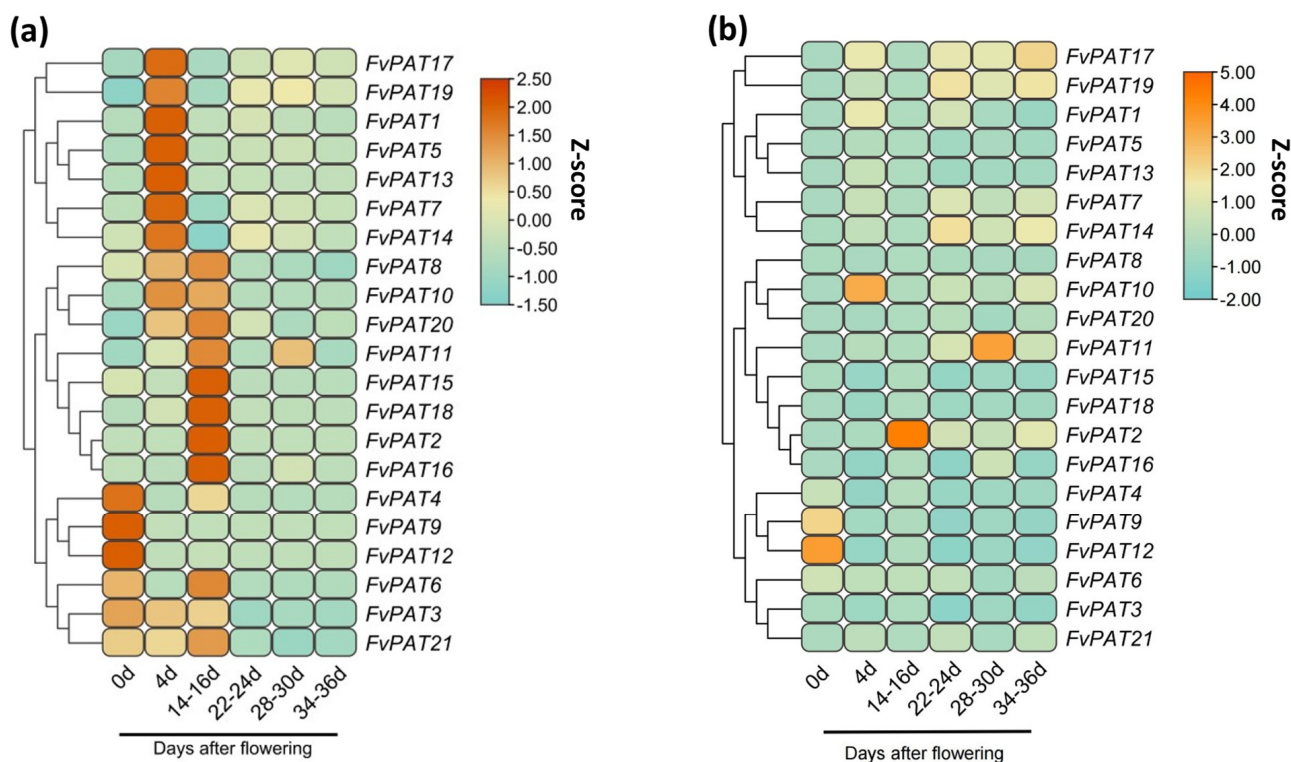 (a)
FvPAT17
FvPAT19
FvPAT1
FvPAT5
FvPAT13
FvPAT7
FvPAT14
FvPAT8
FvPAT10
FvPAT20
FvPAT11
FvPAT15
FvPAT18
FvPAT2
FvPAT16
FvPAT4
FvPAT9
FvPAT12
FvPAT6
FvPAT3
FvPAT21
0d
4d
14-16d
22-24d
28-30d
34-36d
Days after flowering
2.50
2.00
1.50
1.00
0.50
0.00
-0.50
-1.00
-1.50
Z-score
(b)
FvPAT17
FvPAT19
FvPAT1
FvPAT5
FvPAT13
FvPAT7
FvPAT14
FvPAT8
FvPAT10
FvPAT20
FvPAT11
FvPAT15
FvPAT18
FvPAT2
FvPAT16
FvPAT4
FvPAT9
FvPAT12
FvPAT6
FvPAT3
FvPAT21
0d
4d
14-16d
22-24d
28-30d
34-36d
Days after flowering
5.00
4.00
3.00
2.00
1.00
0.00
-1.00
-2.00
Z-score